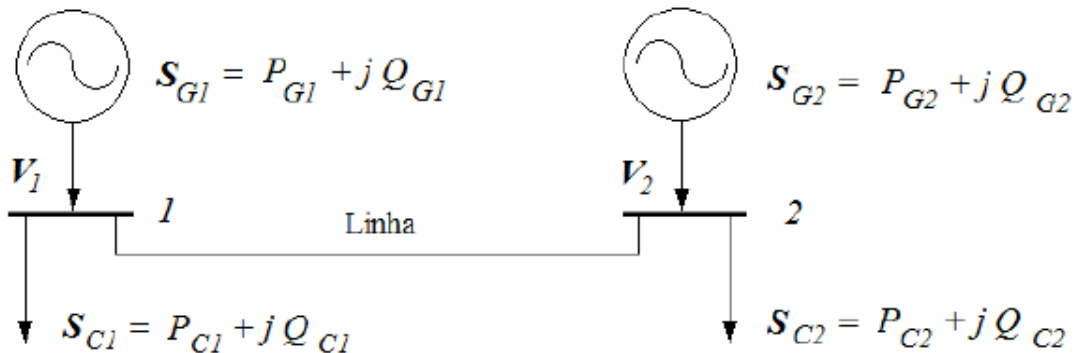 S_G1 = P_G1 + j Q_G1
S_G2 = P_G2 + j Q_G2
V_1
V_2
1
2
Linha
S_C1 = P_C1 + j Q_C1
S_C2 = P_C2 + j Q_C2